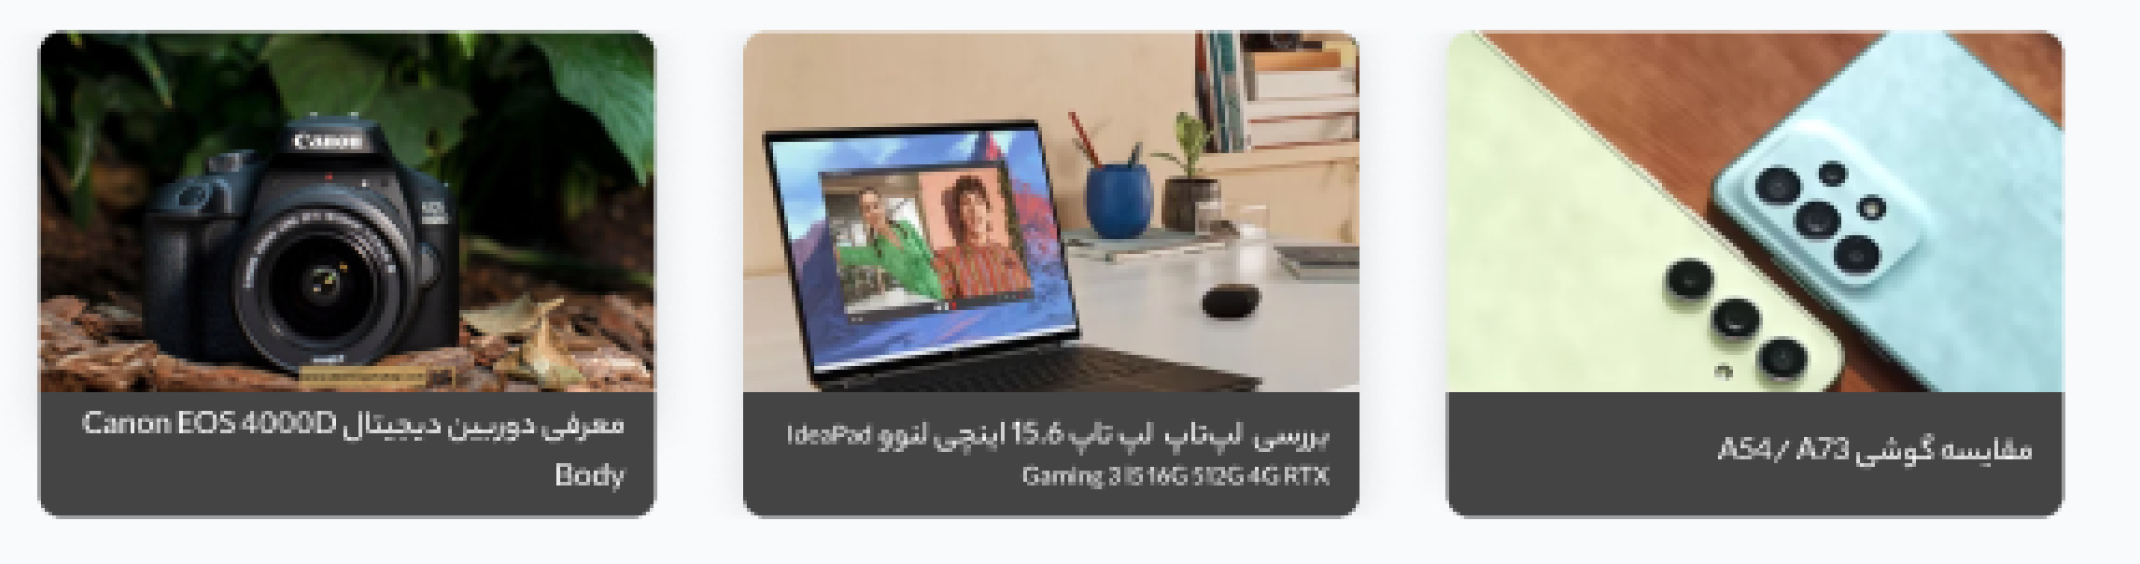 مقایسه گوشی A54/ A73
بررسی لپ‌تاپ لپ تاپ 15.6 اینچی لنوو IdeaPad
Gaming 3 I5 16G 512G 4G RTX
Canon
معرفی دوربین دیجیتال Canon EOS 4000D
Body